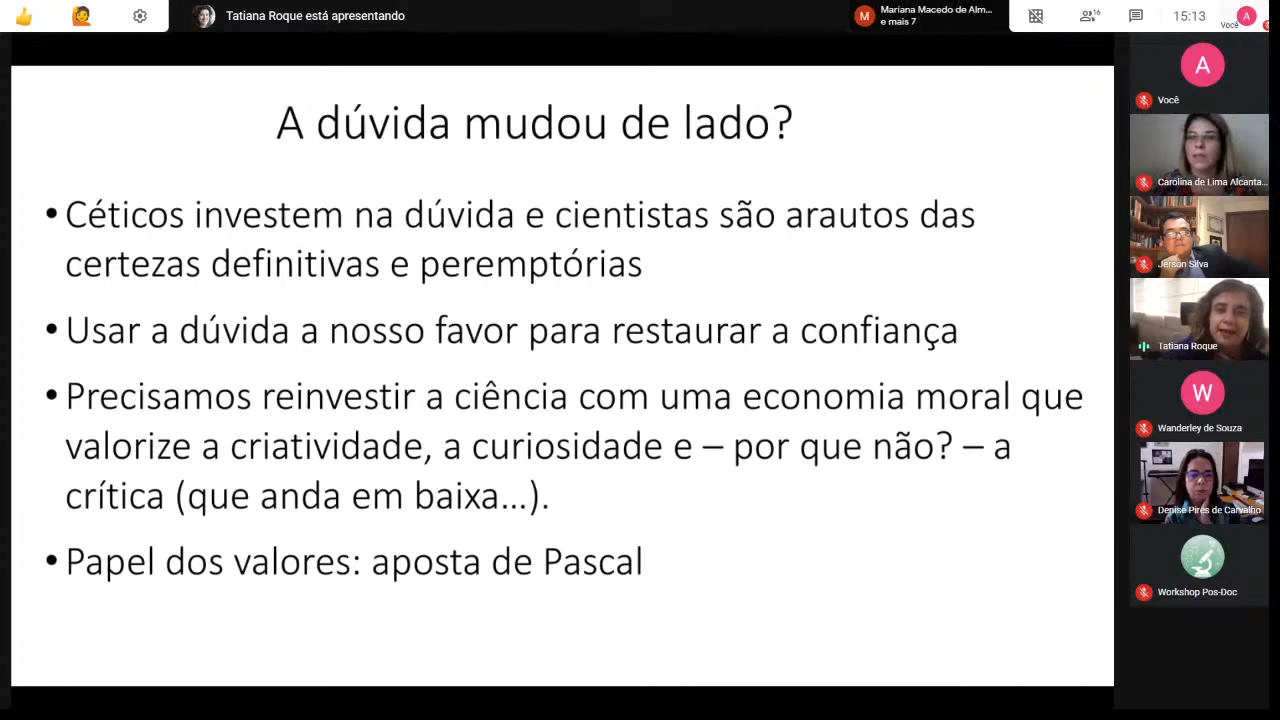 Tatiana Roque está apresentando
M
Mariana Macedo de Alm...
e mais 7
16
15:13
Você
A
A dúvida mudou de lado?
• Céticos investem na dúvida e cientistas são arautos das
certezas definitivas e peremptórias
• Usar a dúvida a nosso favor para restaurar a confiança
• Precisamos reinvestir a ciência com uma economia moral que
valorize a criatividade, a curiosidade e – por que não? – a
crítica (que anda em baixa...).
• Papel dos valores: aposta de Pascal
A
Você
Carolina de Lima Alcanta...
Jerson Silva
Tatiana Roque
W
Wanderley de Souza
Denise Pires de Carvalho
Workshop Pos-Doc